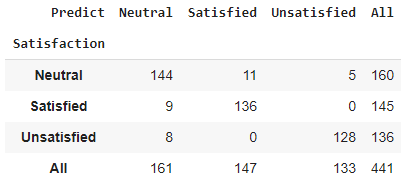 Predict Neutral Satisfied Unsatisfied All
Satisfaction
Neutral 144 11 5 160
Satisfied 9 136 0 145
Unsatisfied 8 0 128 136
All 161 147 133 441